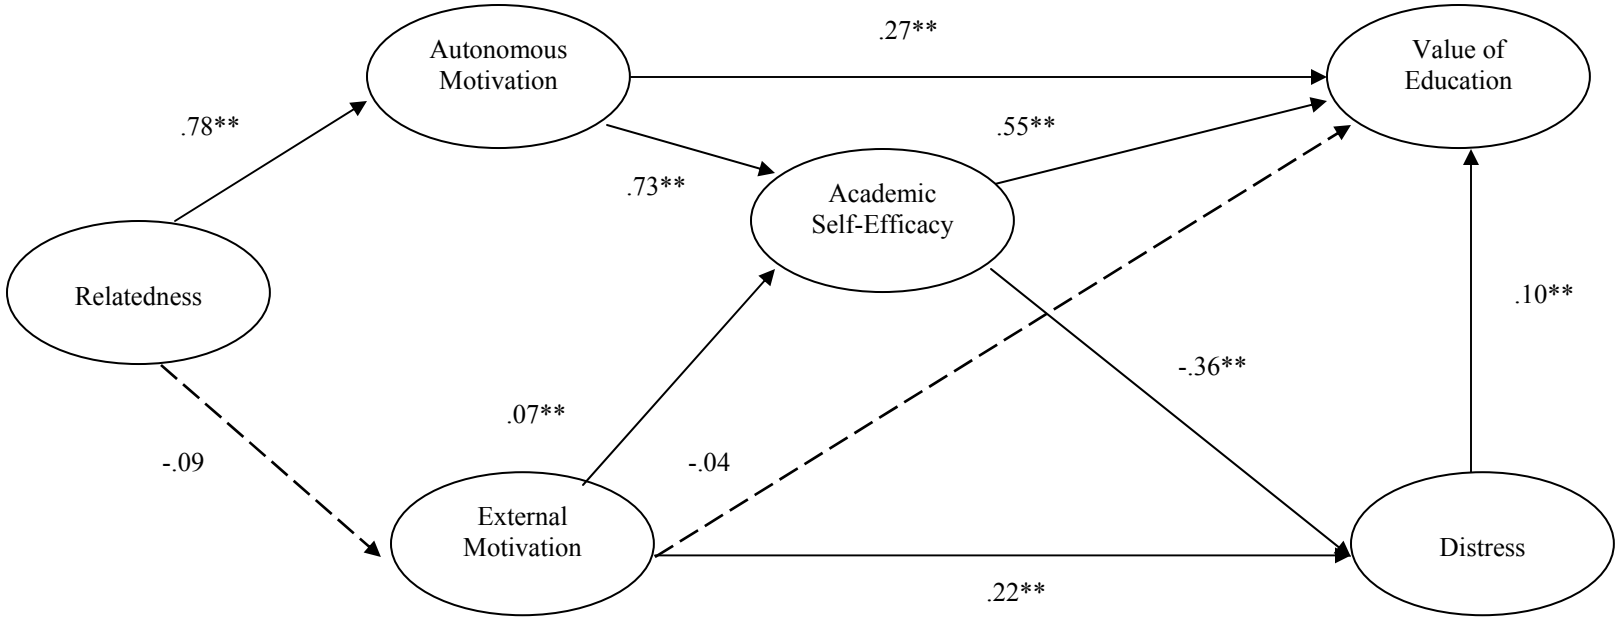 .27**
Autonomous
Motivation
Value of
Education
.78**
.55**
.73**
Academic
Self-Efficacy
Relatedness
.10**
-.36**
.07**
-.09
-.04
External
Motivation
Distress
.22**